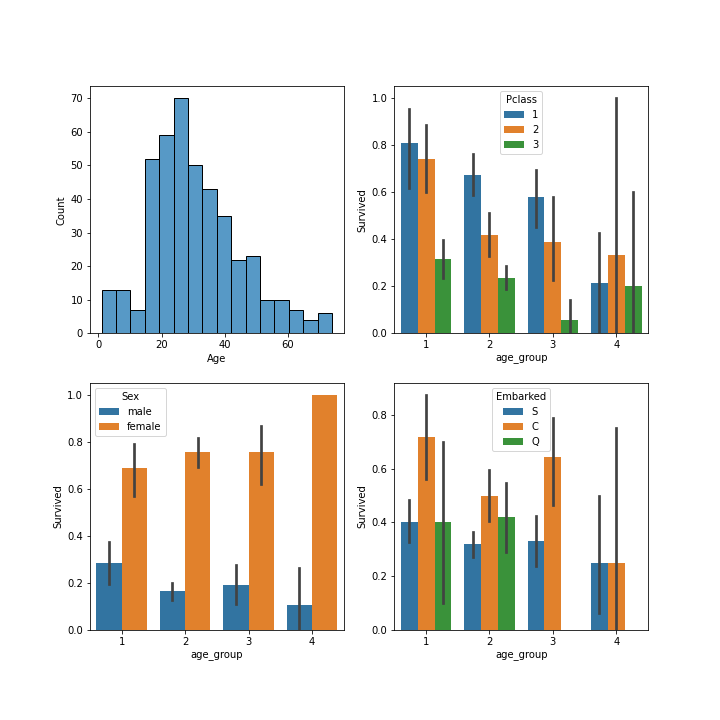 70
60
50
40
30
20
10
0
Count
0 20 40 60
Age
1.0
0.8
0.6
0.4
0.2
0.0
Survived
Pclass
1
2
3
1 2 3 4
age_group
1.0
0.8
0.6
0.4
0.2
0.0
Survived
Sex
male
female
1 2 3 4
age_group
0.8
0.6
0.4
0.2
0.0
Survived
Embarked
S
C
Q
1 2 3 4
age_group